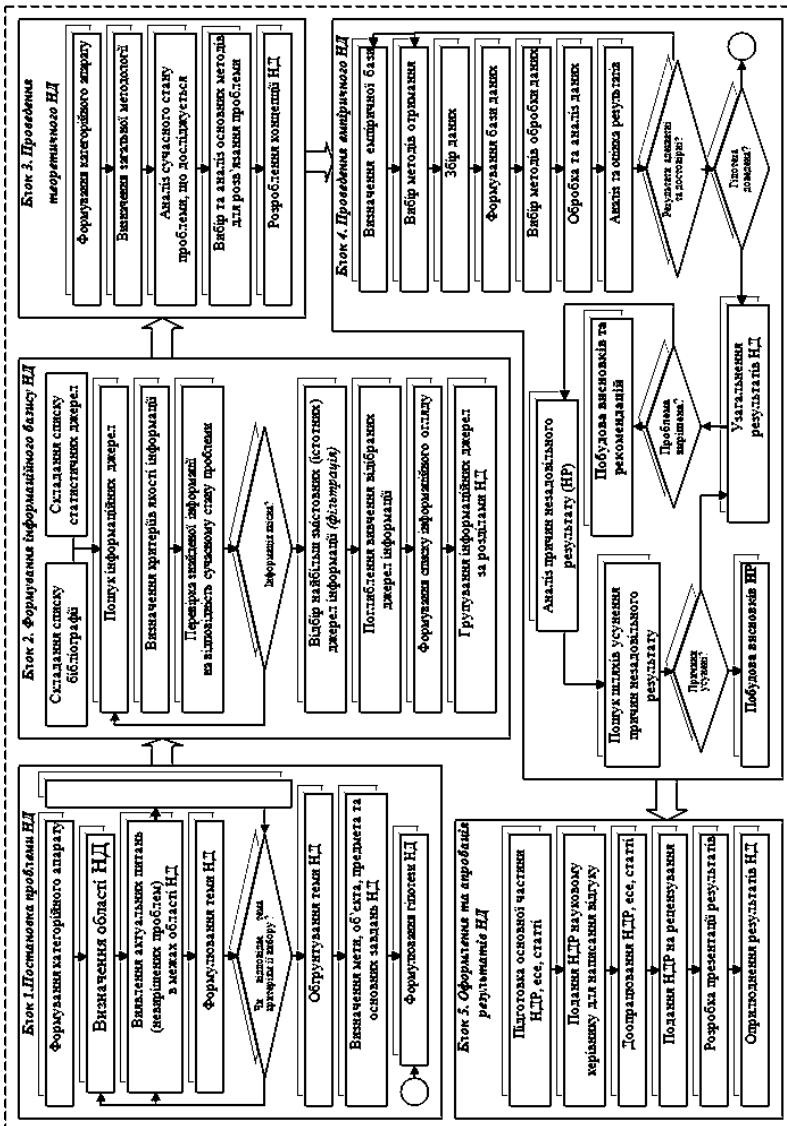 Блок 1.Постановка проблеми НД
Формування категорійного апарату
Визначення області НД
Виявлення актуальних питань
(невирішених проблем)
в межах області НД
Формулювання теми НД
Чи відповідає тема
критеріям її вибору?
Обґрунтування теми НД
Визначення мети, об'єкта, предмета та
основних завдань НД
Формулювання гіпотези НД
Блок 2. Формування інформаційного базису НД
Складання списку
бібліографії
Складання списку
статистичних джерел
Пошук інформаційних джерел
Визначення критеріїв якості інформації
Перевірка знайденої інформації
на відповідність сучасному стану проблеми
Інформація якісна?
Відбір найбільш змістовних (істотних)
джерел інформації (фільтрація)
Поглиблення вивчення відібраних
джерел інформації
Формування списку інформаційного огляду
Групування інформаційних джерел
за розділами НД
Блок 3. Проведення
теоретичного НД
Формування категорійного апарату
Визначення загальної методології
Аналіз сучасного стану
проблеми, що досліджується
Вибір та аналіз основних методів
для розв'язання проблеми
Розроблення концепції НД
Блок 4. Проведення емпіричного НД
Визначення емпіричної бази
Вибір методів отримання
Збір даних
Формування бази даних
Вибір методів обробки даних
Обробка та аналіз даних
Аналіз та оцінка результатів
Результати адекватні
та достовірні?
Гіпотеза
доведена?
Узагальнення
результатів НД
Проблема
вирішена?
Побудова висновків та
рекомендацій
Аналіз причин незадовільного
результату (НР)
Пошук шляхів усунення
причин незадовільного
результату
Причини
усунені?
Побудова висновків НР
Блок 5. Оформлення та апробація
результатів НД
Підготовка основної частини
НДР, есе, статті
Подання НДР науковому
керівнику для написання відгуку
Доопрацювання НДР, есе, статті
Подання НДР на рецензування
Розробка презентації результатів
Оприлюднення результатів НД